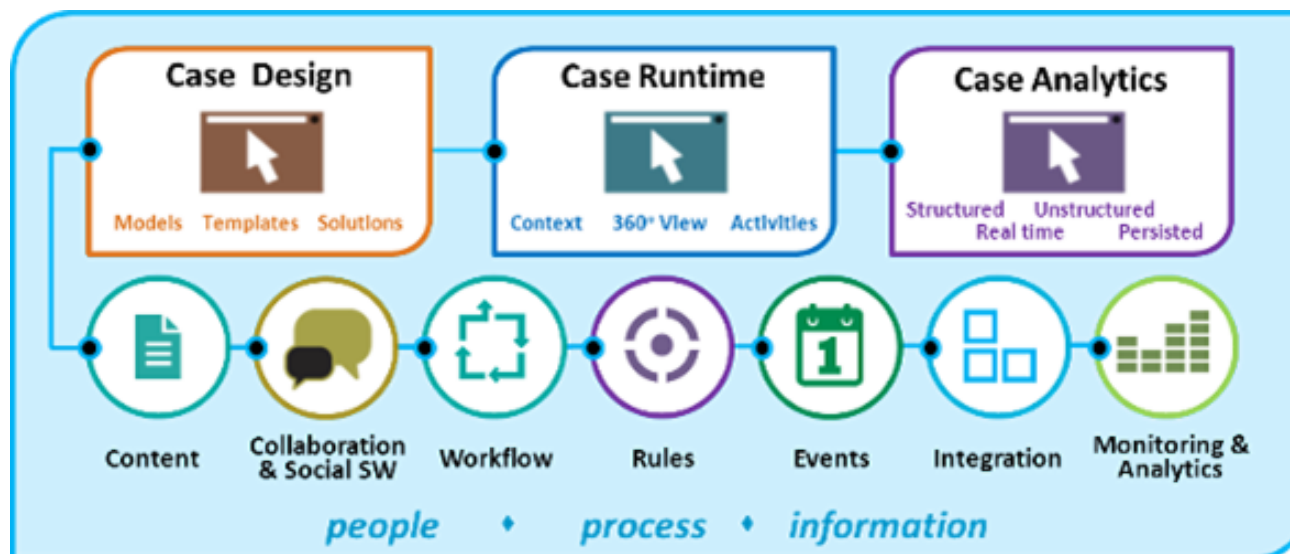 Case Design
Case Runtime
Case Analytics
Models Templates Solutions
Context 360° View Activities
Structured Unstructured
Real time Persisted
1
Content
Collaboration
& Social SW
Workflow
Rules
Events
Integration
Monitoring &
Analytics
people ⬩ process ⬩ information